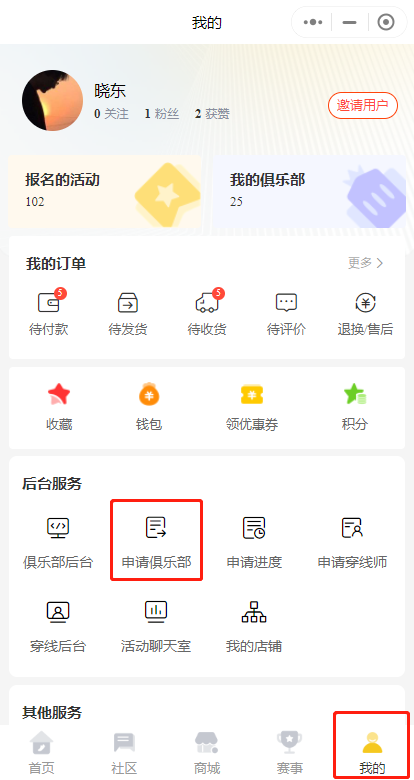 我的
晓东
0 关注 1 粉丝 2 获赞
邀请用户
报名的活动
102
我的俱乐部
25
我的订单
更多
5
5
待付款 待发货 待收货 待评价 退换/售后
收藏 钱包 领优惠券 积分
后台服务
俱乐部后台 申请俱乐部 申请进度 申请穿线师
穿线后台 活动聊天室 我的店铺
其他服务
首页 社区 商城 赛事 我的